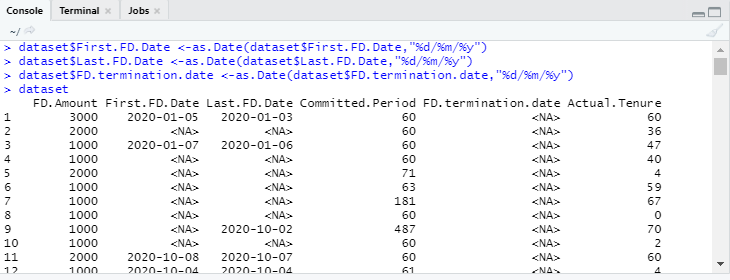 Console Terminal × Jobs ×
~/
> dataset$First.FD.Date <-as.Date(dataset$First.FD.Date,"%d/%m/%y")
> dataset$Last.FD.Date <-as.Date(dataset$Last.FD.Date,"%d/%m/%y")
> dataset$FD.termination.date <-as.Date(dataset$FD.termination.date,"%d/%m/%y")
> dataset
FD.Amount First.FD.Date Last.FD.Date Committed.Period FD.termination.date Actual.Tenure
1 3000 2020-01-05 2020-01-03 60 <NA> 60
2 2000 <NA> <NA> 60 <NA> 36
3 1000 2020-01-07 2020-01-06 60 <NA> 47
4 1000 <NA> <NA> 60 <NA> 40
5 2000 <NA> <NA> 71 <NA> 4
6 1000 <NA> <NA> 63 <NA> 59
7 1000 <NA> <NA> 181 <NA> 67
8 1000 <NA> <NA> 60 <NA> 0
9 1000 <NA> 2020-10-02 487 <NA> 70
10 1000 <NA> <NA> 60 <NA> 2
11 2000 2020-10-08 2020-10-07 60 <NA> 60
12 1000 2020-10-04 2020-10-04 61 <NA> 4